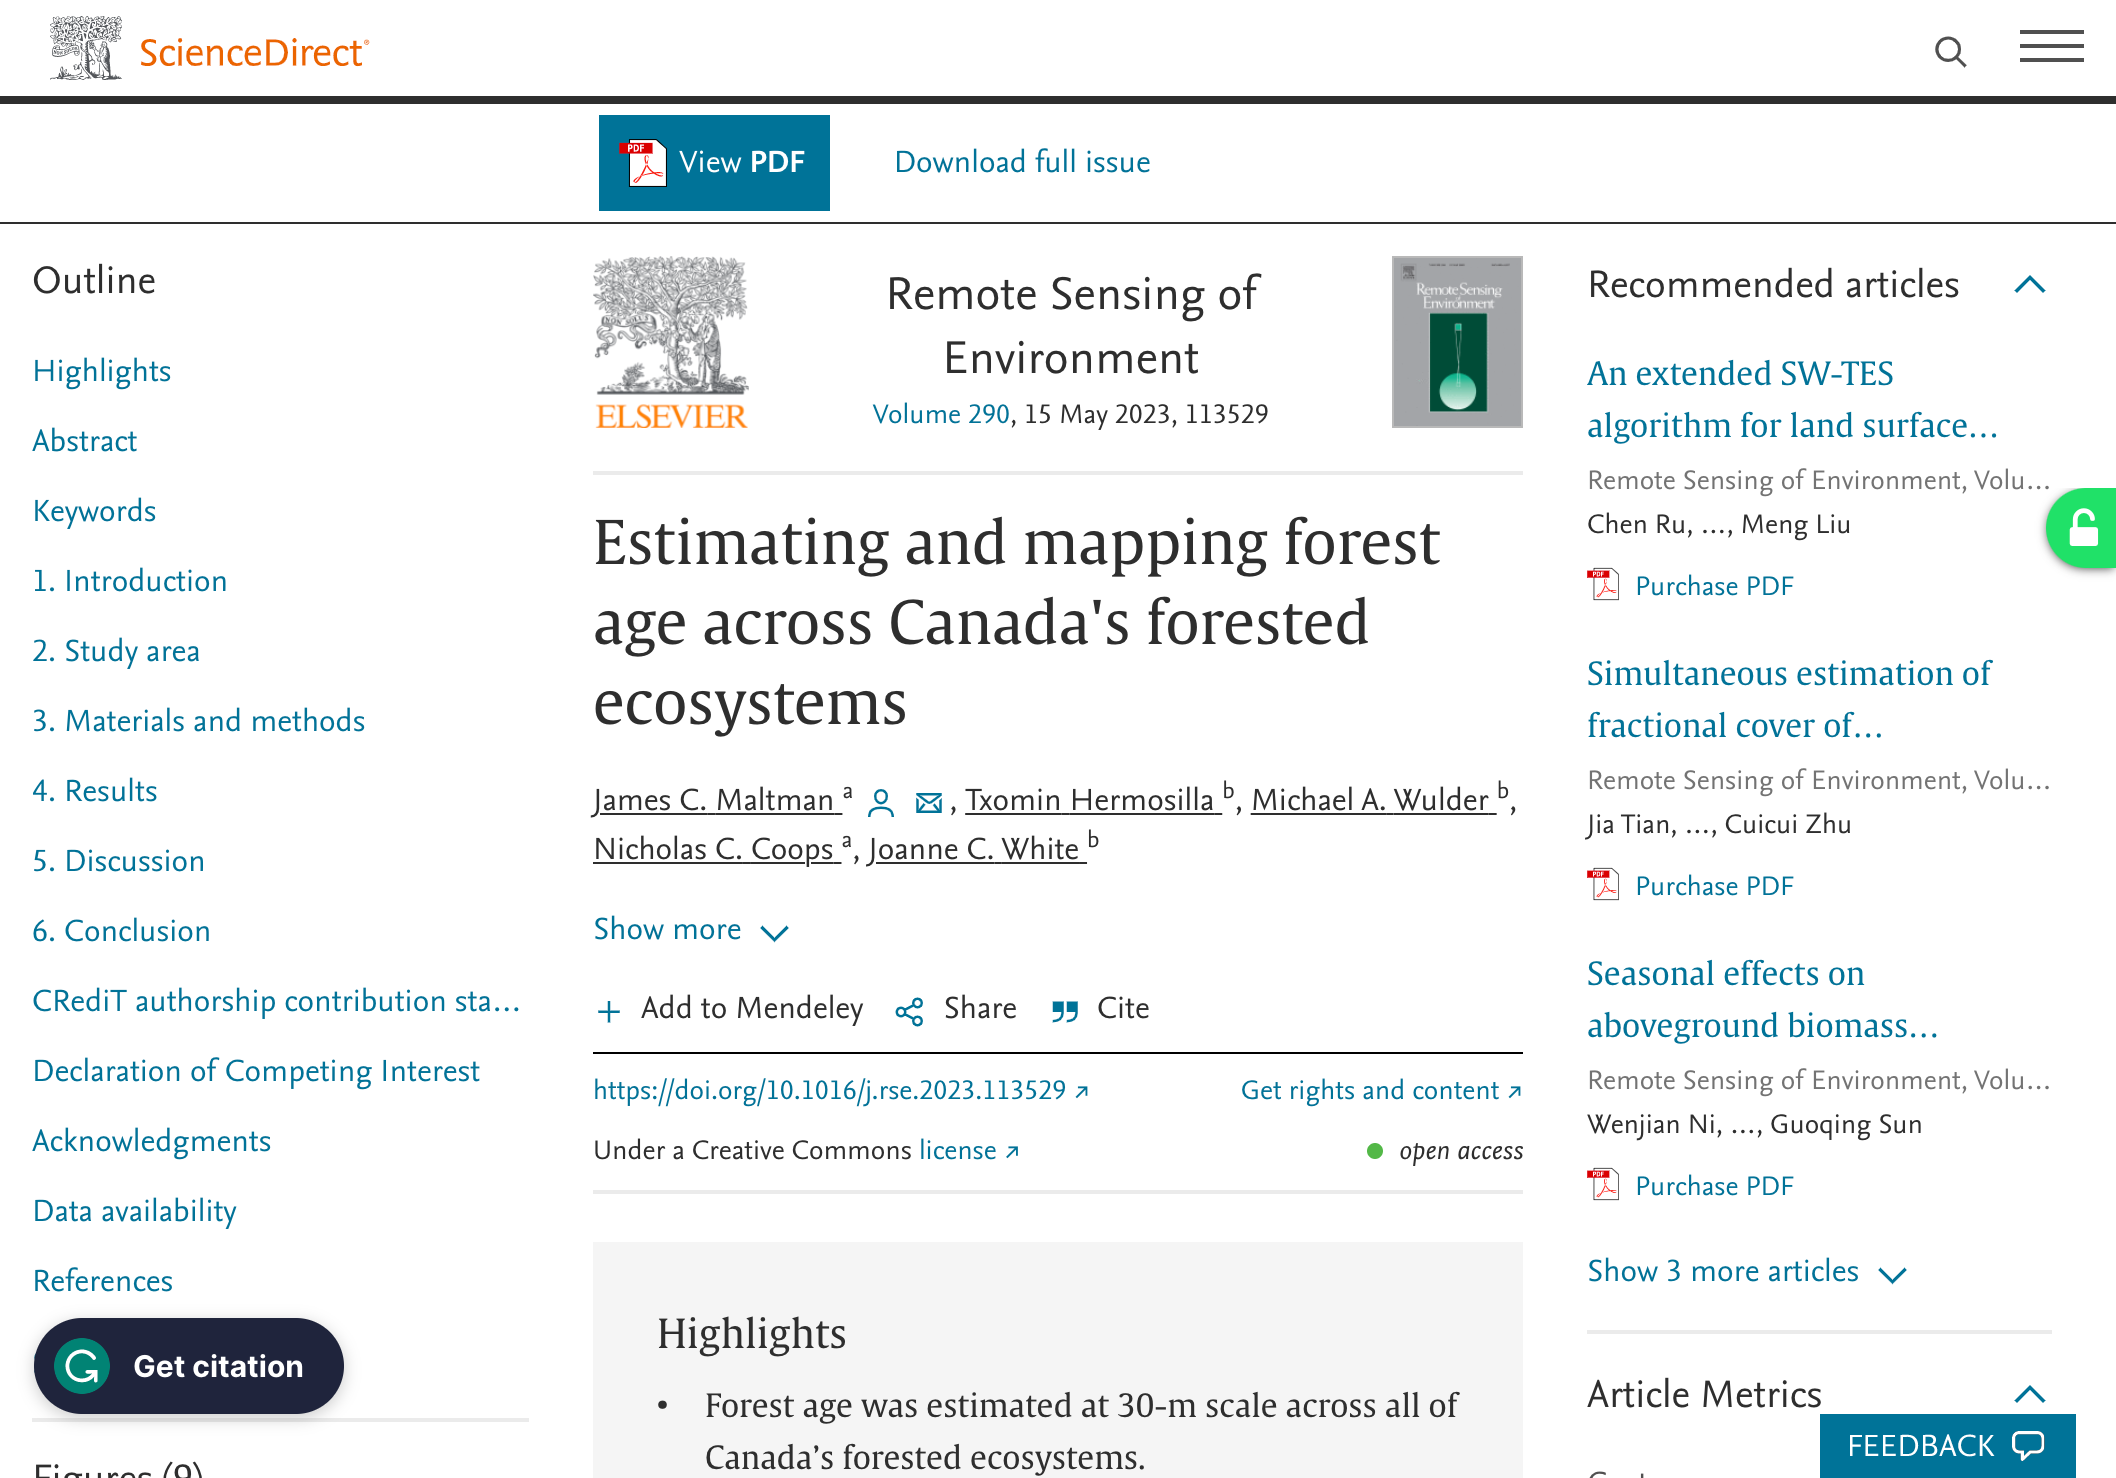 ScienceDirect®
View PDF
Download full issue
Outline
Highlights
Abstract
Keywords
1. Introduction
2. Study area
3. Materials and methods
4. Results
5. Discussion
6. Conclusion
CRediT authorship contribution sta…
Declaration of Competing Interest
Acknowledgments
Data availability
References
Get citation
Figures (9)
ELSEVIER
Remote Sensing of
Environment
Volume 290, 15 May 2023, 113529
Remote Sensing
Environment
Estimating and mapping forest
age across Canada's forested
ecosystems
James C. Maltman a , Txomin Hermosilla b, Michael A. Wulder b,
Nicholas C. Coops a, Joanne C. White b
Show more
Add to Mendeley Share Cite
https://doi.org/10.1016/j.rse.2023.113529 ↗ Get rights and content ↗
Under a Creative Commons license ↗ open access
Highlights
• Forest age was estimated at 30-m scale across all of
Canada’s forested ecosystems.
Recommended articles
An extended SW-TES
algorithm for land surface…
Remote Sensing of Environment, Volu…
Chen Ru, …, Meng Liu
PDF Purchase PDF
Simultaneous estimation of
fractional cover of…
Remote Sensing of Environment, Volu…
Jia Tian, …, Cuicui Zhu
PDF Purchase PDF
Seasonal effects on
aboveground biomass…
Remote Sensing of Environment, Volu…
Wenjian Ni, …, Guoqing Sun
PDF Purchase PDF
Show 3 more articles
Article Metrics
FEEDBACK